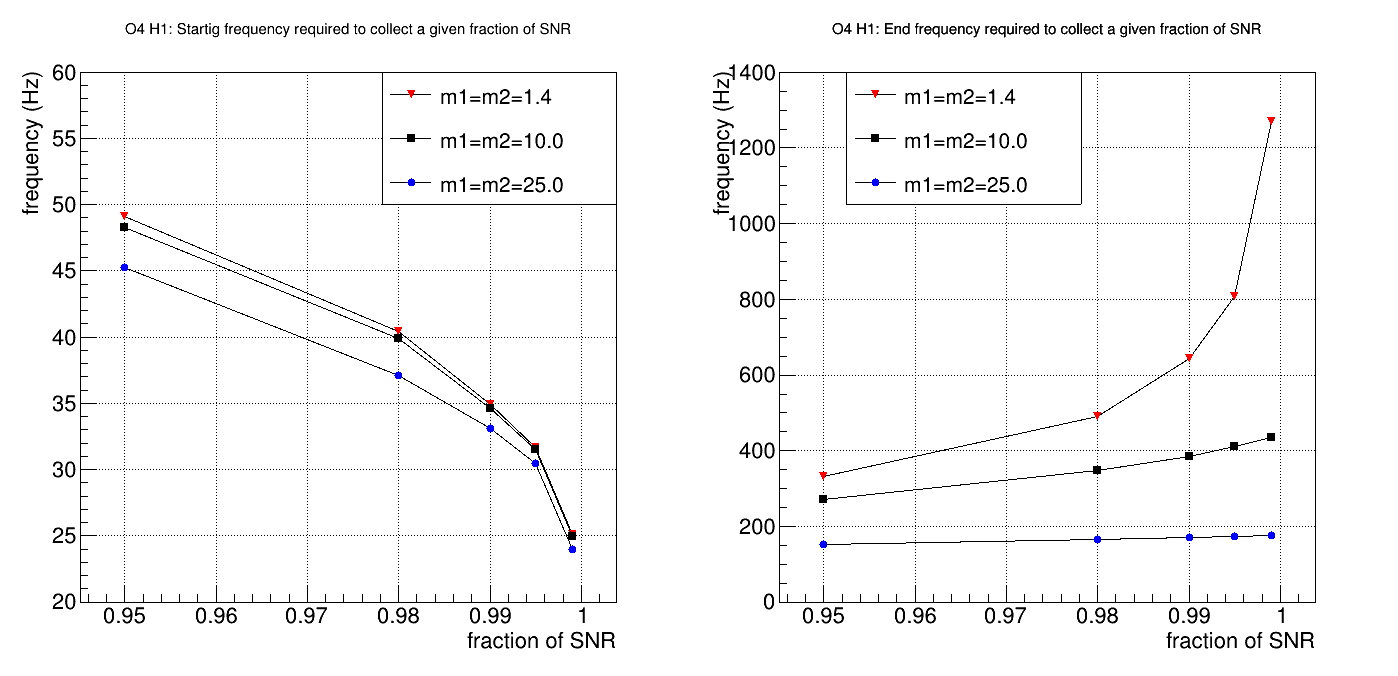 O4 H1: Startig frequency required to collect a given fraction of SNR
frequency (Hz)
60
55
50
45
40
35
30
25
20
m1=m2=1.4
m1=m2=10.0
m1=m2=25.0
0.95 0.96 0.97 0.98 0.99 1
fraction of SNR
O4 H1: End frequency required to collect a given fraction of SNR
frequency (Hz)
1400
1200
1000
800
600
400
200
0
m1=m2=1.4
m1=m2=10.0
m1=m2=25.0
0.95 0.96 0.97 0.98 0.99 1
fraction of SNR